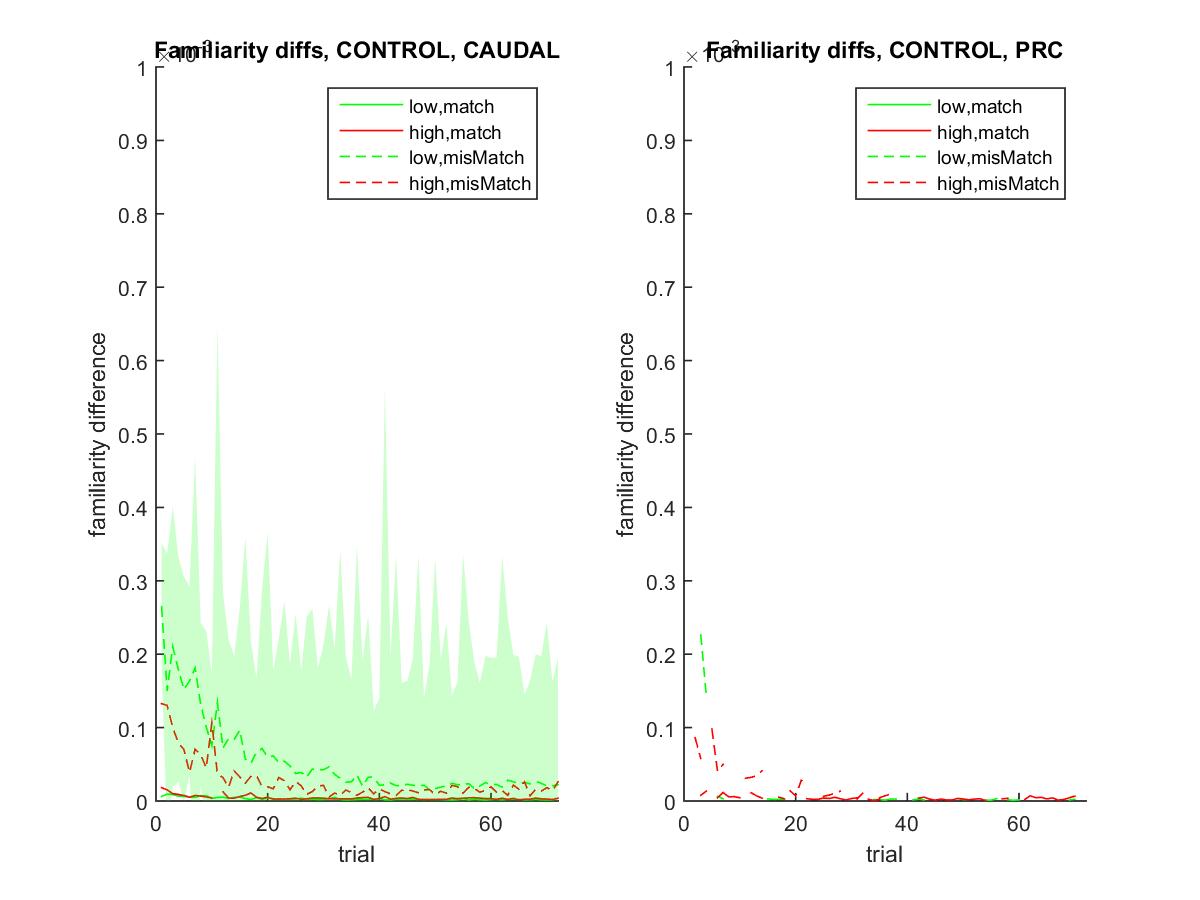 Familiarity diffs, CONTROL, CAUDAL
×10
1
0.9
0.8
0.7
0.6
0.5
0.4
0.3
0.2
0.1
0
familiarity difference
0 20 40 60
trial
low,match
high,match
low,misMatch
high,misMatch
Familiarity diffs, CONTROL, PRC
×10
1
0.9
0.8
0.7
0.6
0.5
0.4
0.3
0.2
0.1
0
familiarity difference
0 20 40 60
trial
low,match
high,match
low,misMatch
high,misMatch